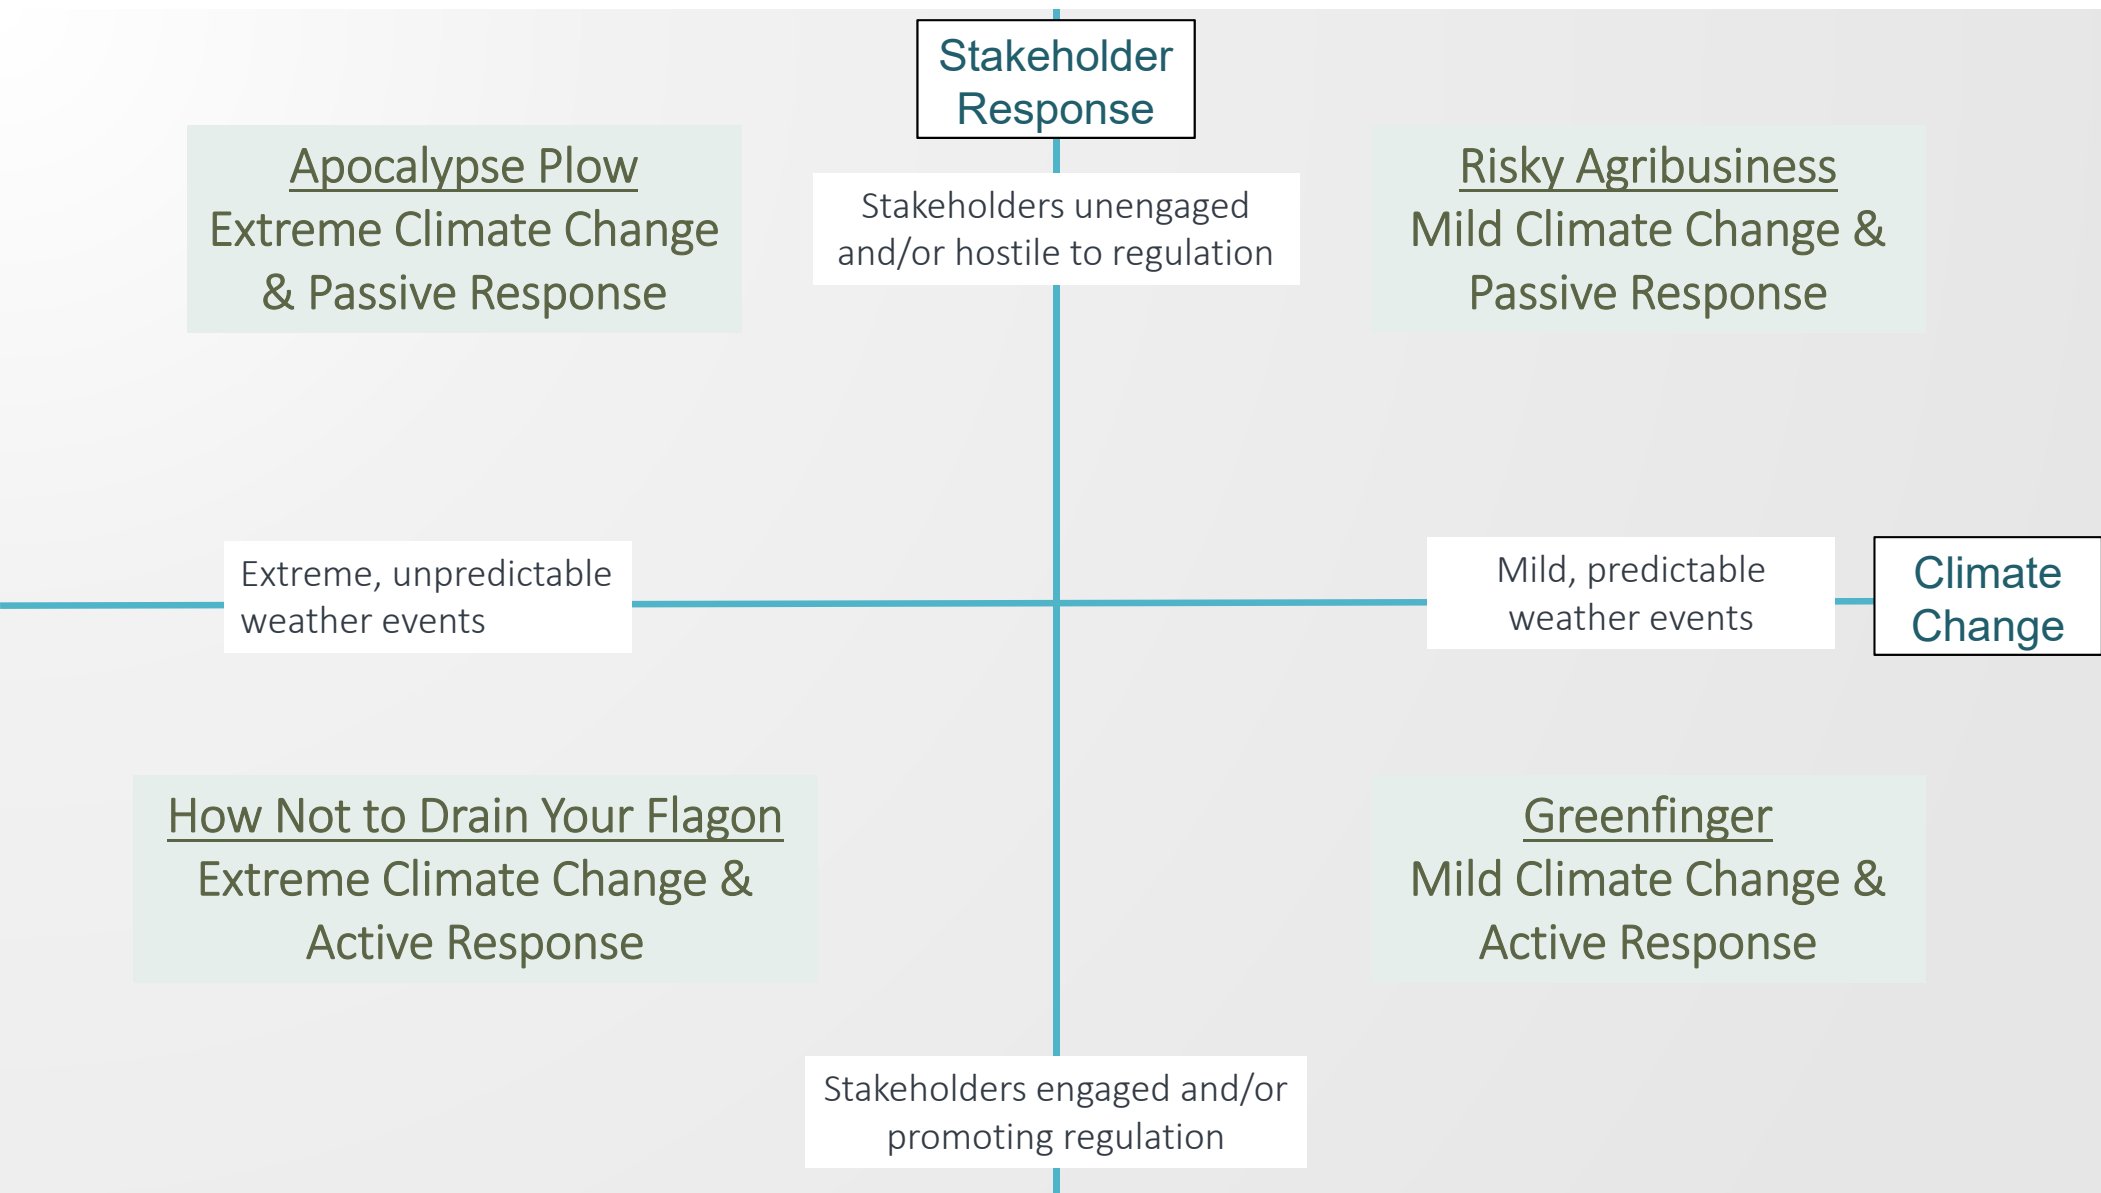 Stakeholder
Response
Apocalypse Plow
Extreme Climate Change
& Passive Response
Stakeholders unengaged
and/or hostile to regulation
Risky Agribusiness
Mild Climate Change &
Passive Response
Extreme, unpredictable
weather events
Mild, predictable
weather events
Climate
Change
How Not to Drain Your Flagon
Extreme Climate Change &
Active Response
Greenfinger
Mild Climate Change &
Active Response
Stakeholders engaged and/or
promoting regulation